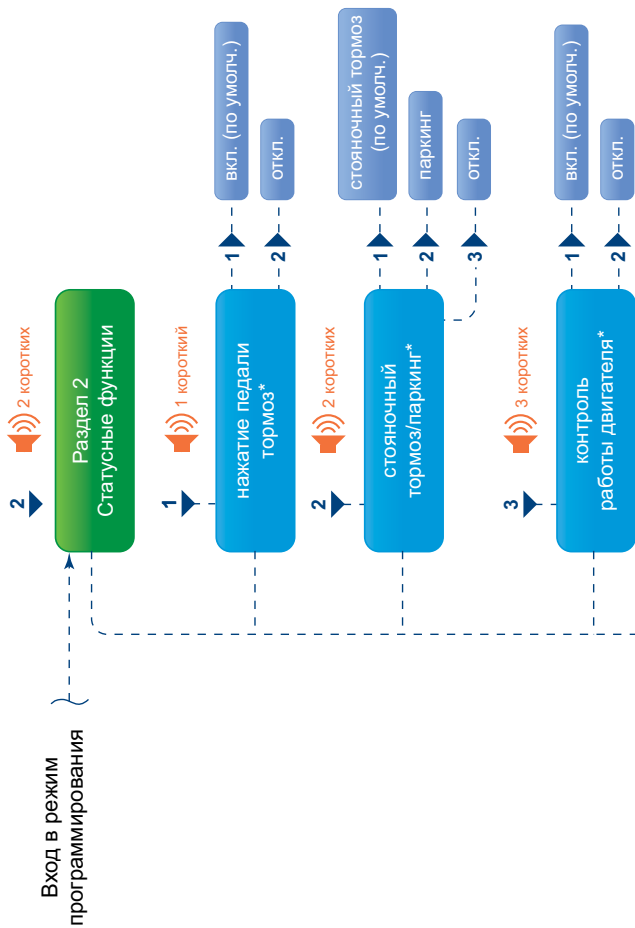 Вход в режим
программирования
2
2 коротких
Раздел 2
Статусные функции
1
1 короткий
нажатие педали
тормоз*
1
вкл. (по умолч.)
2
откл.
2
2 коротких
стояночный
тормоз/паркинг*
1
стояночный тормоз
(по умолч.)
2
паркинг
3
откл.
3
3 коротких
контроль
работы двигателя*
1
вкл. (по умолч.)
2
откл.